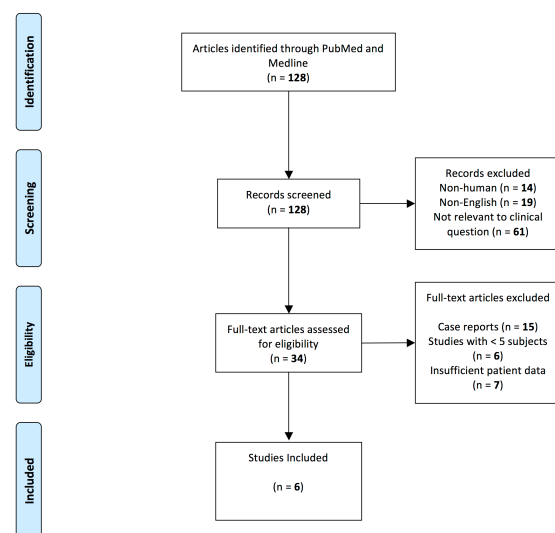 Identification
Articles identified through PubMed and
Medline
(n = 128)
Screening
Records screened
(n = 128)
Records excluded
Non-human (n = 14)
Non-English (n = 19)
Not relevant to clinical
question (n = 61)
Eligibility
Full-text articles assessed
for eligibility
(n = 34)
Full-text articles excluded
Case reports (n = 15)
Studies with < 5 subjects
(n = 6)
Insufficient patient data
(n = 7)
Included
Studies Included
(n = 6)